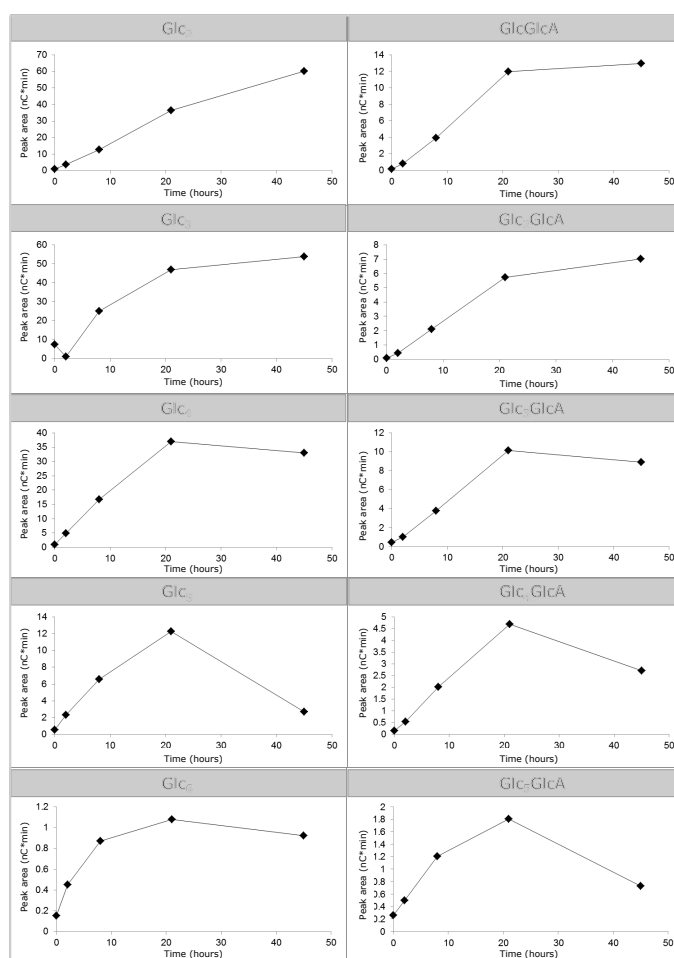 Glc₂
70
60
50
40
30
20
10
0
Peak area (nC*min)
0 10 20 30 40 50
Time (hours)
GlcGlcA
14
12
10
8
6
4
2
0
Peak area (nC*min)
0 10 20 30 40 50
Time (hours)
Glc₃
60
50
40
30
20
10
0
Peak area (nC*min)
0 10 20 30 40 50
Time (hours)
Glc₂GlcA
8
7
6
5
4
3
2
1
0
Peak area (nC*min)
0 10 20 30 40 50
Time (hours)
Glc₄
40
35
30
25
20
15
10
5
0
Peak area (nC*min)
0 10 20 30 40 50
Time (hours)
Glc₃GlcA
12
10
8
6
4
2
0
Peak area (nC*min)
0 10 20 30 40 50
Time (hours)
Glc₅
14
12
10
8
6
4
2
0
Peak area (nC*min)
0 10 20 30 40 50
Time (hours)
Glc₄GlcA
5
4.5
4
3.5
3
2.5
2
1.5
1
0.5
0
Peak area (nC*min)
0 10 20 30 40 50
Time (hours)
Glc₆
1.2
1
0.8
0.6
0.4
0.2
0
Peak area (nC*min)
0 10 20 30 40 50
Time (hours)
Glc₅GlcA
2
1.8
1.6
1.4
1.2
1
0.8
0.6
0.4
0.2
0
Peak area (nC*min)
0 10 20 30 40 50
Time (hours)